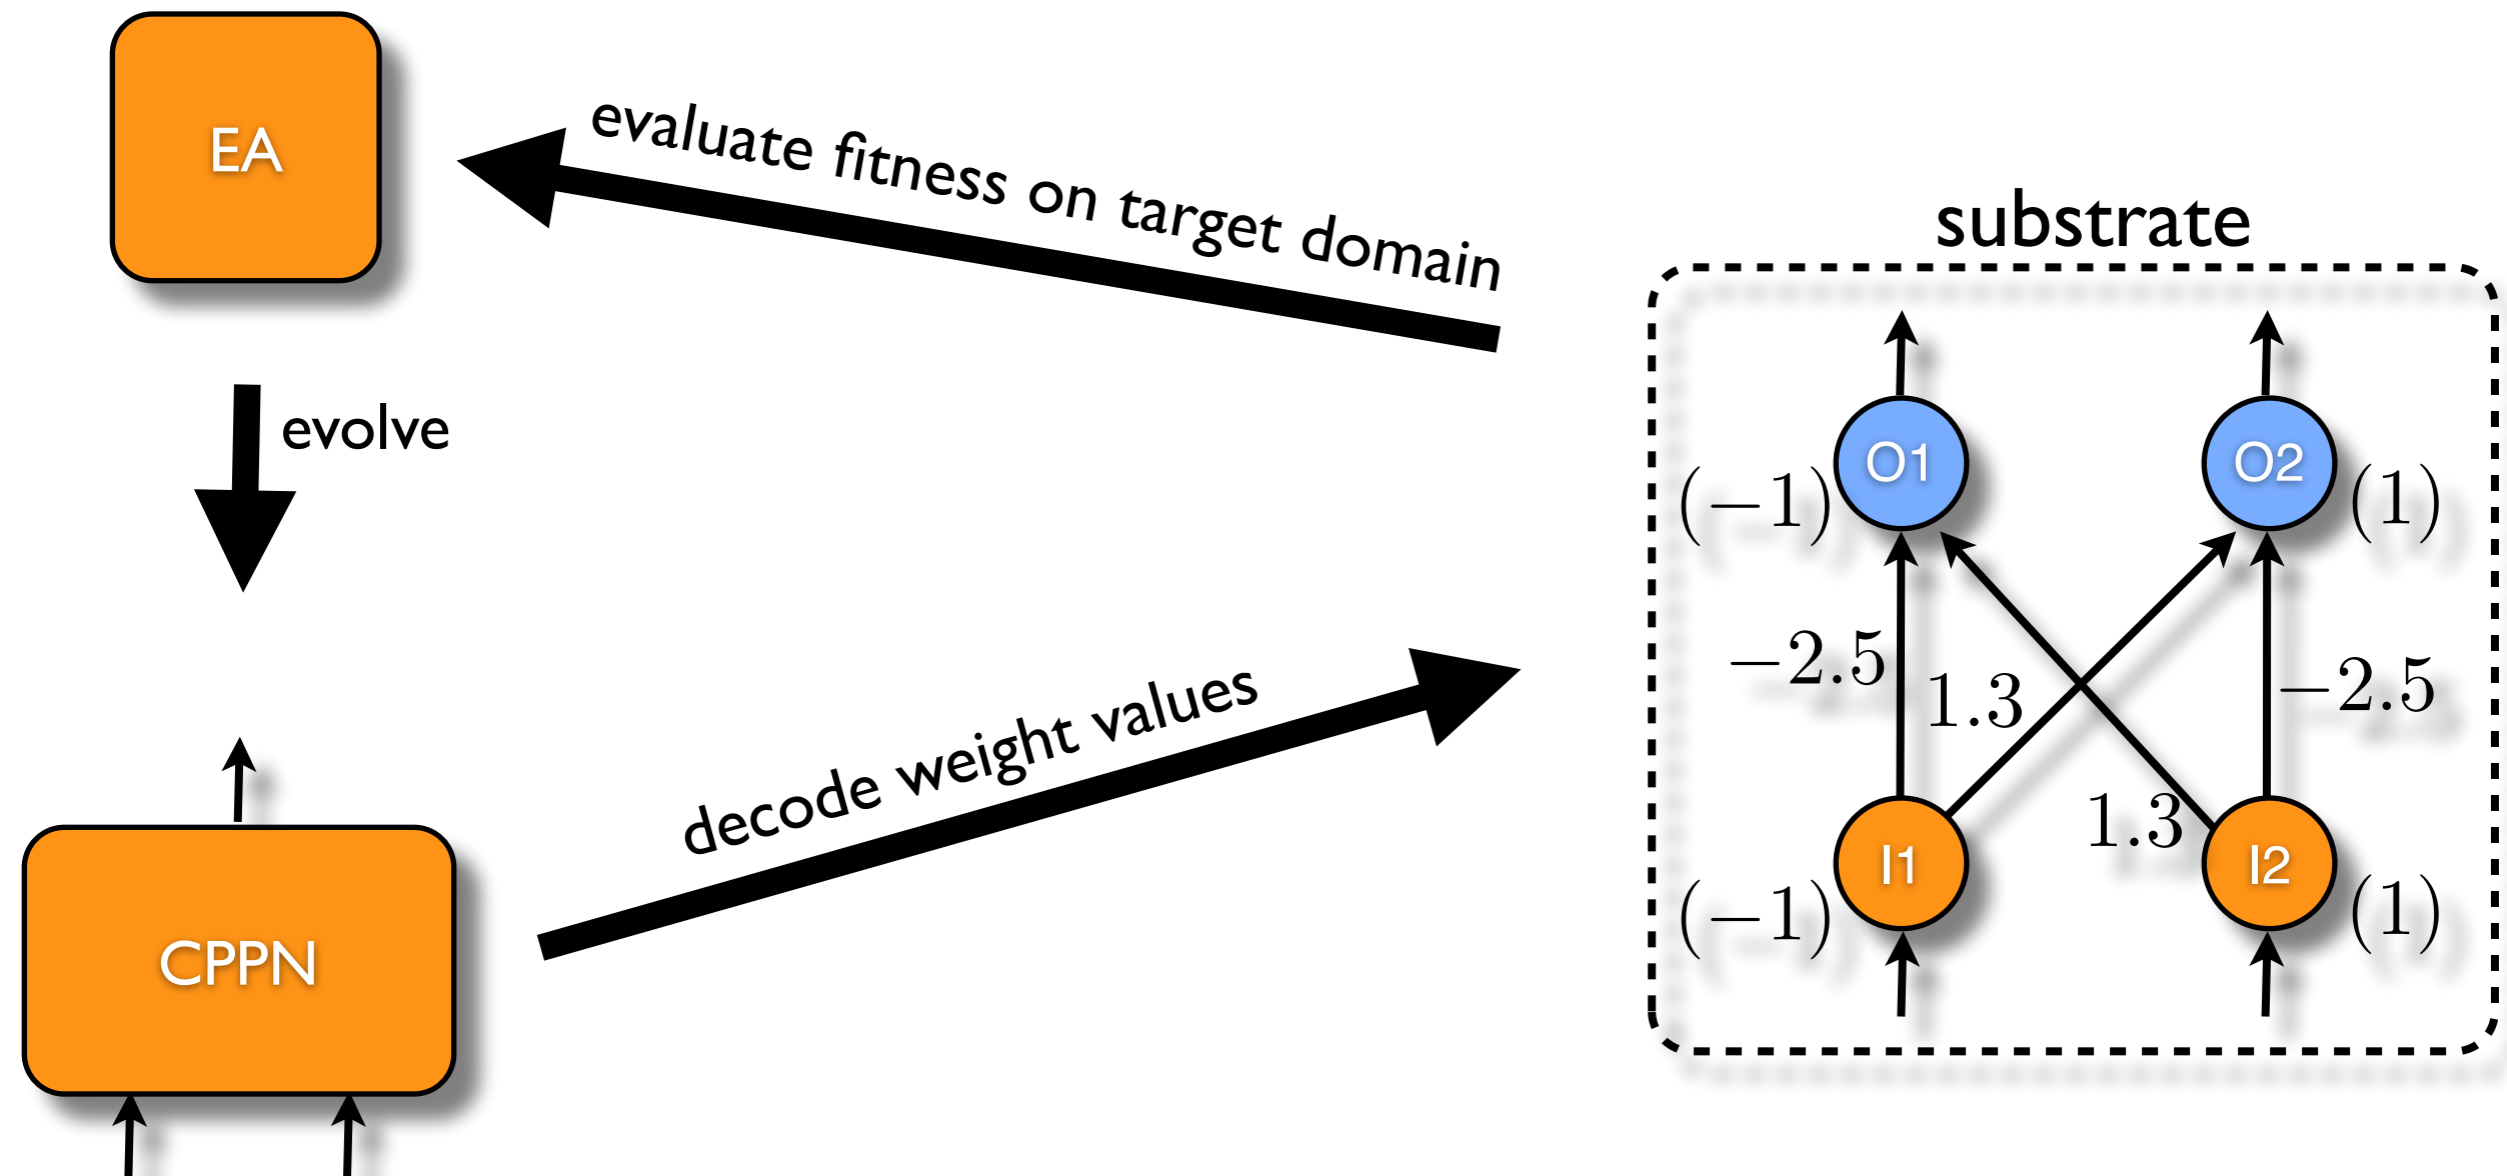 EA
evaluate fitness on target domain
substrate
evolve
O1
O2
(−1)
(1)
−2.5
1.3
−2.5
decode weight values
1.3
I1
I2
(−1)
(1)
CPPN